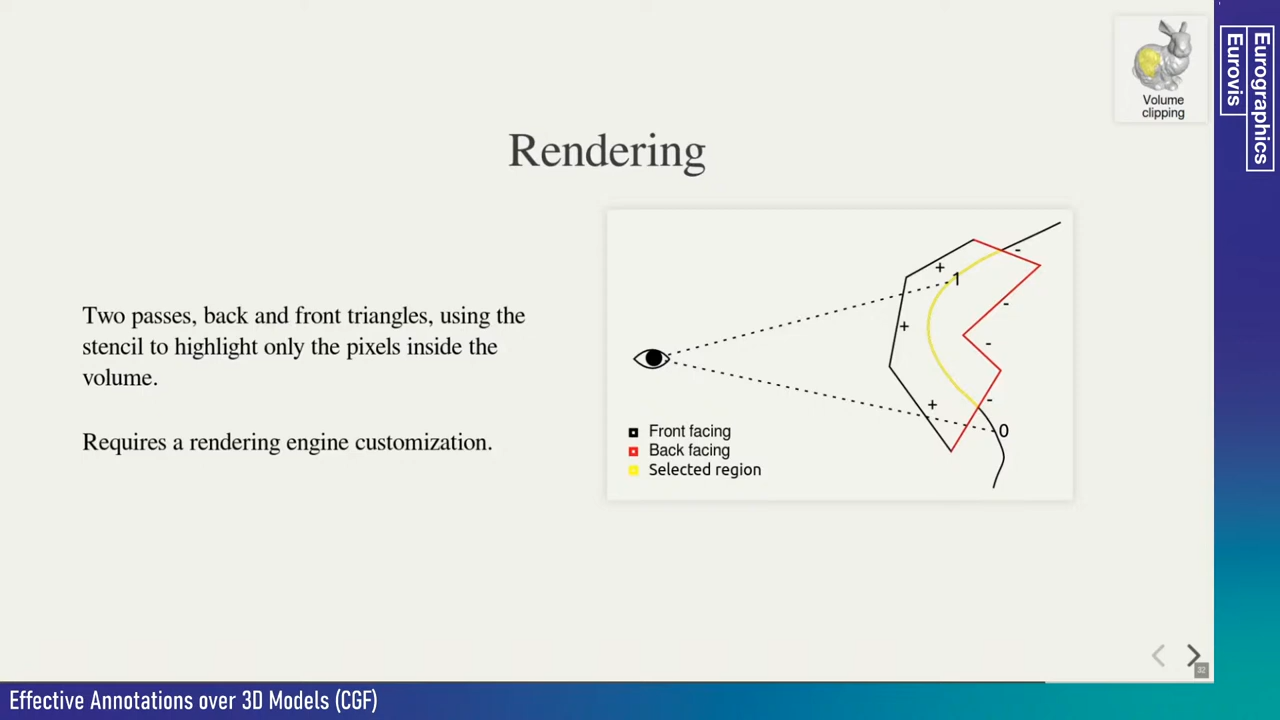 Volume
clipping
Eurovis
Eurographics
Rendering
Two passes, back and front triangles, using the
stencil to highlight only the pixels inside the
volume.
Requires a rendering engine customization.
-
+
1
-
+
-
+
-
0
Front facing
Back facing
Selected region
32
Effective Annotations over 3D Models (CGF)